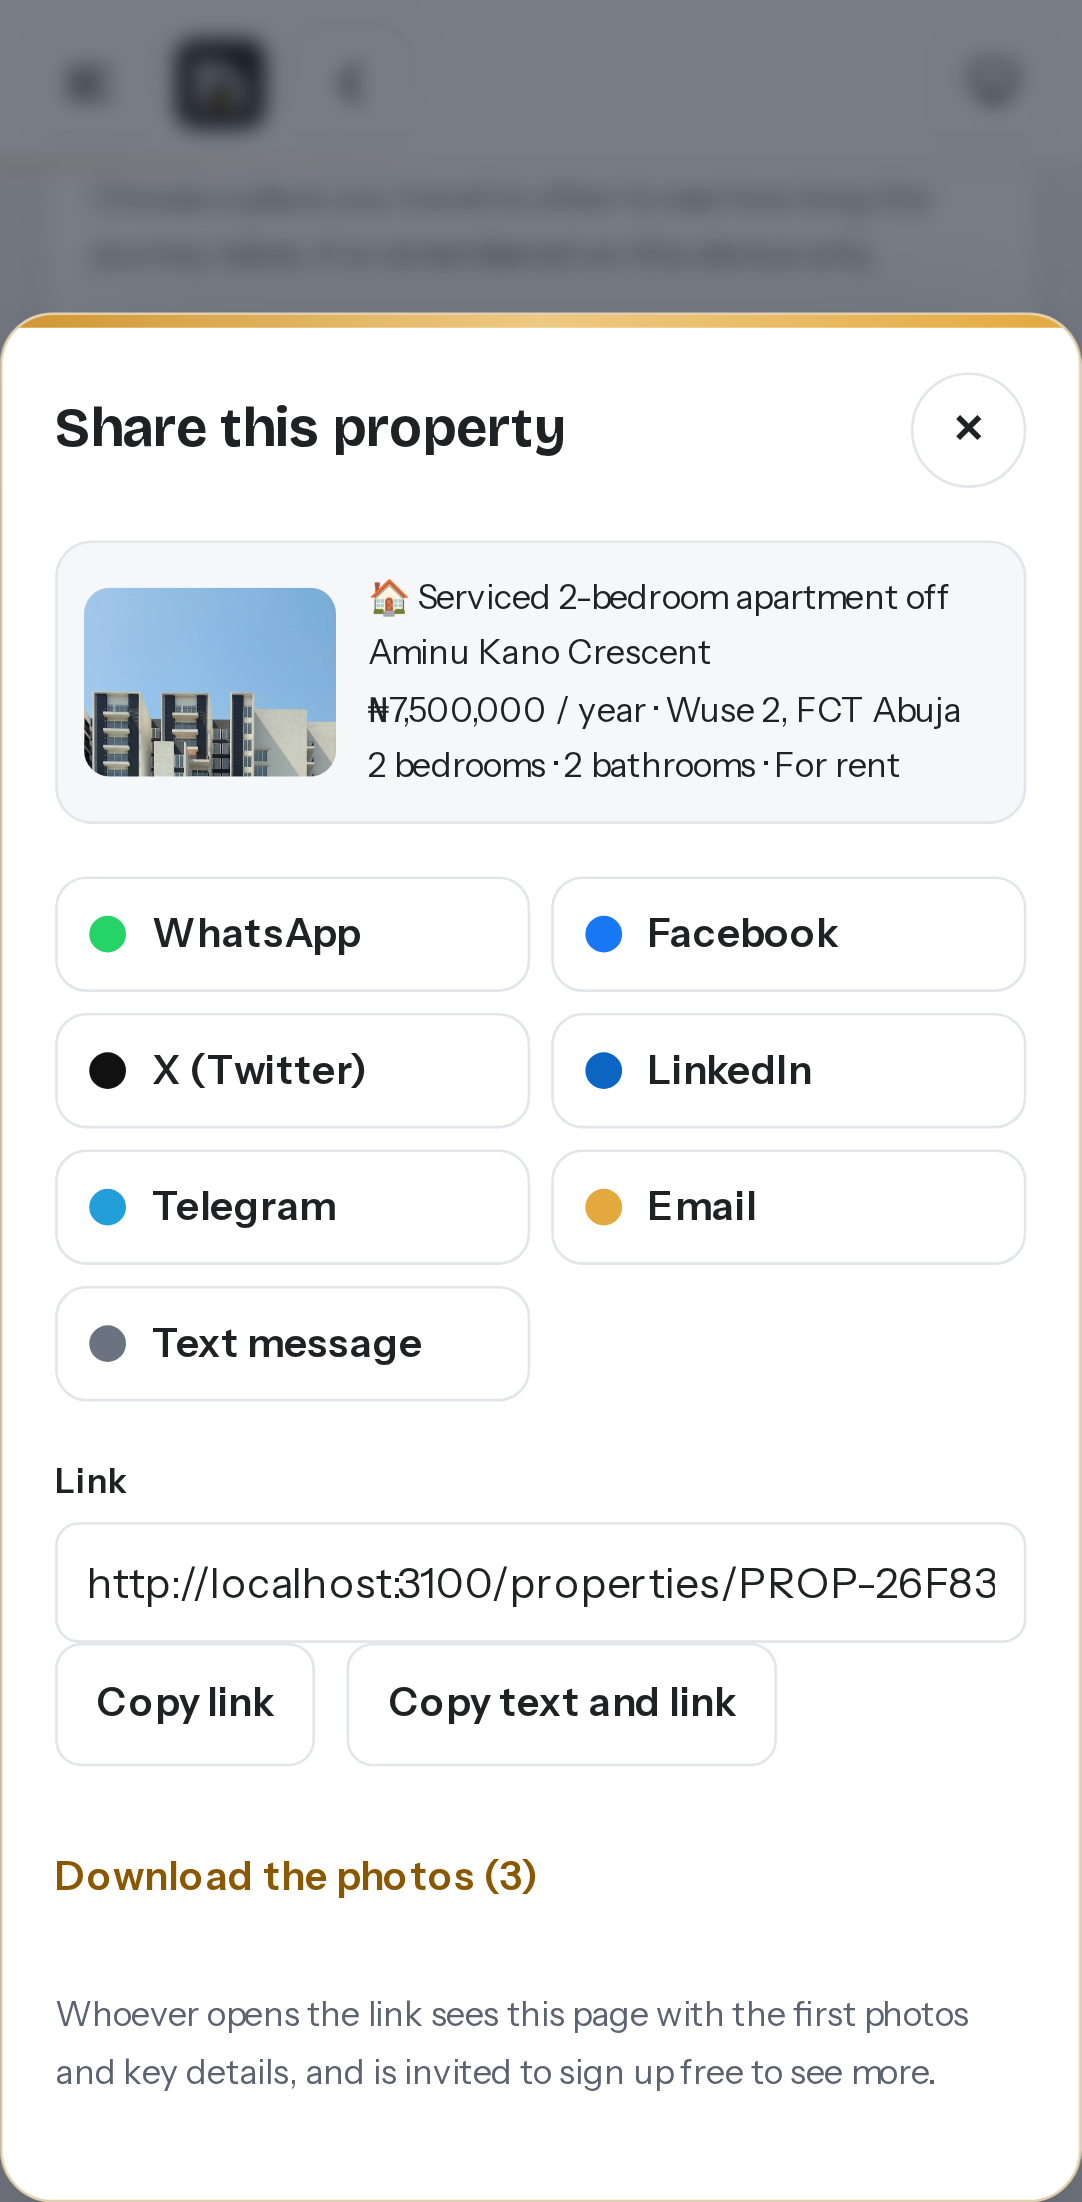 Share this property
🏠 Serviced 2-bedroom apartment off
Aminu Kano Crescent
₦7,500,000 / year · Wuse 2, FCT Abuja
2 bedrooms · 2 bathrooms · For rent
WhatsApp
Facebook
X (Twitter)
LinkedIn
Telegram
Email
Text message
Link
http://localhost:3100/properties/PROP-26F83
Copy link
Copy text and link
Download the photos (3)
Whoever opens the link sees this page with the first photos
and key details, and is invited to sign up free to see more.